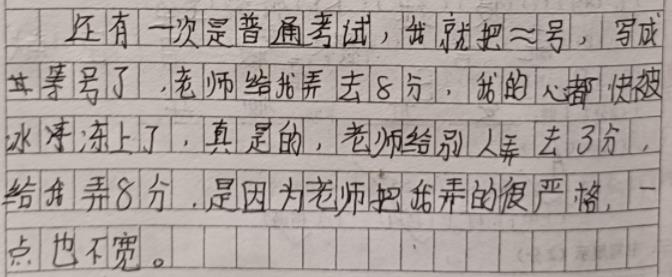 还有一次是普通考试，我就把≈号，写成
其等号了，老师给我弄去8分，我的心都快被
冰冻上了，真是的，老师给别人弄去3分，
给我弄8分，是因为老师把我弄的很严格，一
点也不宽。